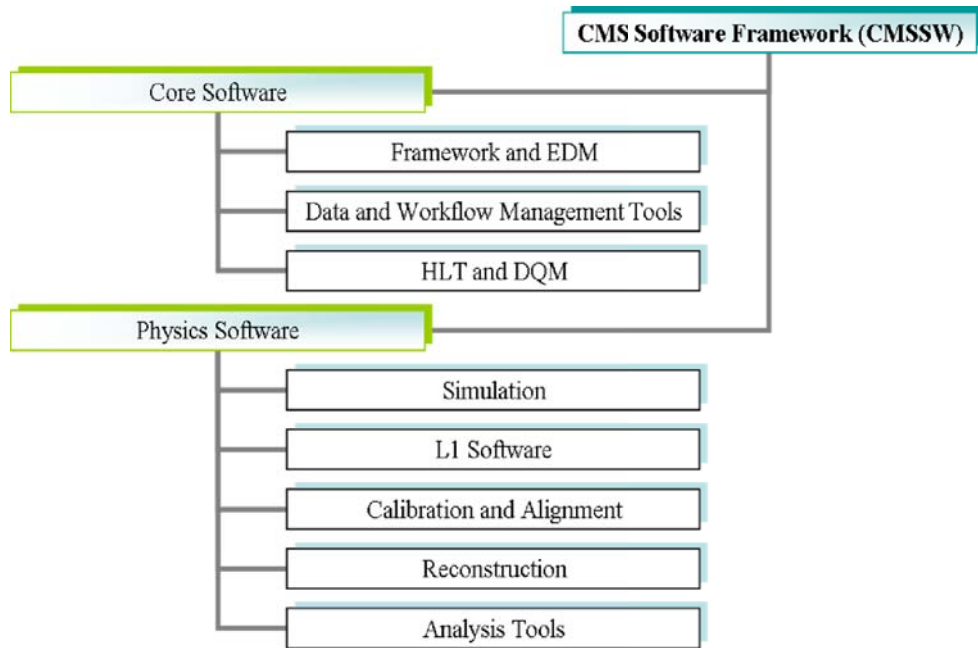 CMS Software Framework (CMSSW)
Core Software
Framework and EDM
Data and Workflow Management Tools
HLT and DQM
Physics Software
Simulation
L1 Software
Calibration and Alignment
Reconstruction
Analysis Tools